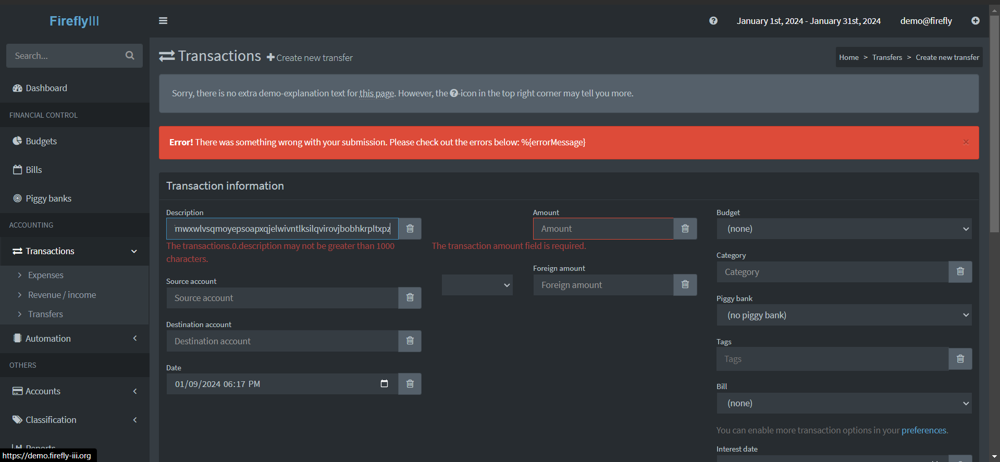 FireflyIII
January 1st, 2024 - January 31st, 2024
demo@firefly
Search...
Transactions
Create new transfer
Home > Transfers > Create new transfer
Sorry, there is no extra demo-explanation text for this page. However, the ?-icon in the top right corner may tell you more.
Dashboard
FINANCIAL CONTROL
Budgets
Bills
Piggy banks
ACCOUNTING
Transactions
Expenses
Revenue / income
Transfers
Automation
OTHERS
Accounts
Classification
Reports
https://demo.firefly-iii.org
Error! There was something wrong with your submission. Please check out the errors below: %{errorMessage}
×
Transaction information
Description
mwxwlvsqmoyepsoapxqjelwivntlksilqvirovjbobhkrpltxpz
The transactions.0.description may not be greater than 1000
characters.
Source account
Source account
Destination account
Destination account
Date
01/09/2024 06:17 PM
Amount
Amount
The transaction amount field is required.
Foreign amount
Foreign amount
Budget
(none)
Category
Category
Piggy bank
(no piggy bank)
Tags
Tags
Bill
(none)
You can enable more transaction options in your preferences.
Interest date